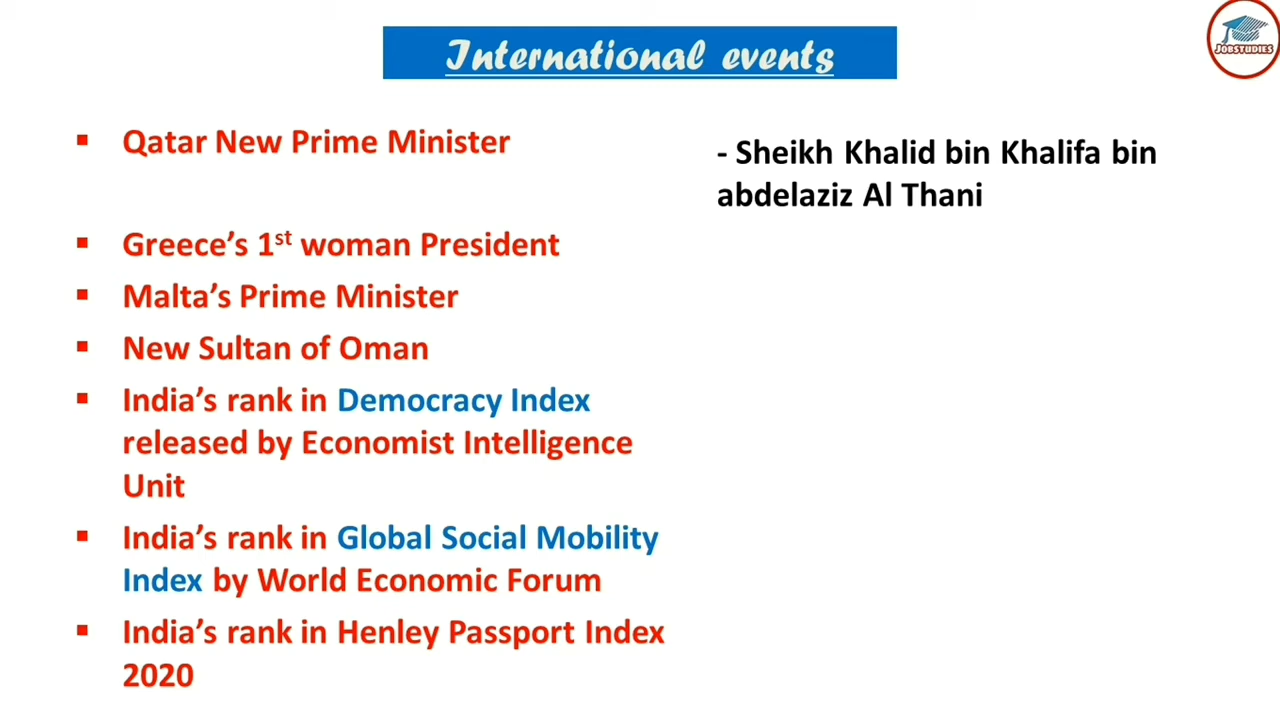 International events
JOBSTUDIES
▪ Qatar New Prime Minister
- Sheikh Khalid bin Khalifa bin
abdelaziz Al Thani
▪ Greece’s 1st woman President
▪ Malta’s Prime Minister
▪ New Sultan of Oman
▪ India’s rank in Democracy Index
released by Economist Intelligence
Unit
▪ India’s rank in Global Social Mobility
Index by World Economic Forum
▪ India’s rank in Henley Passport Index
2020